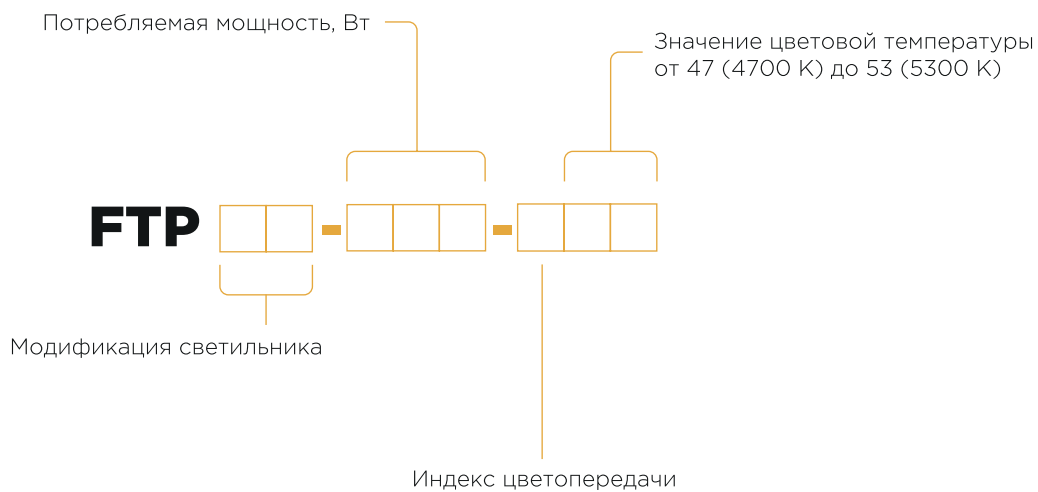 Потребляемая мощность, Вт
Значение цветовой температуры
от 47 (4700 К) до 53 (5300 К)
FTP
Модификация светильника
Индекс цветопередачи